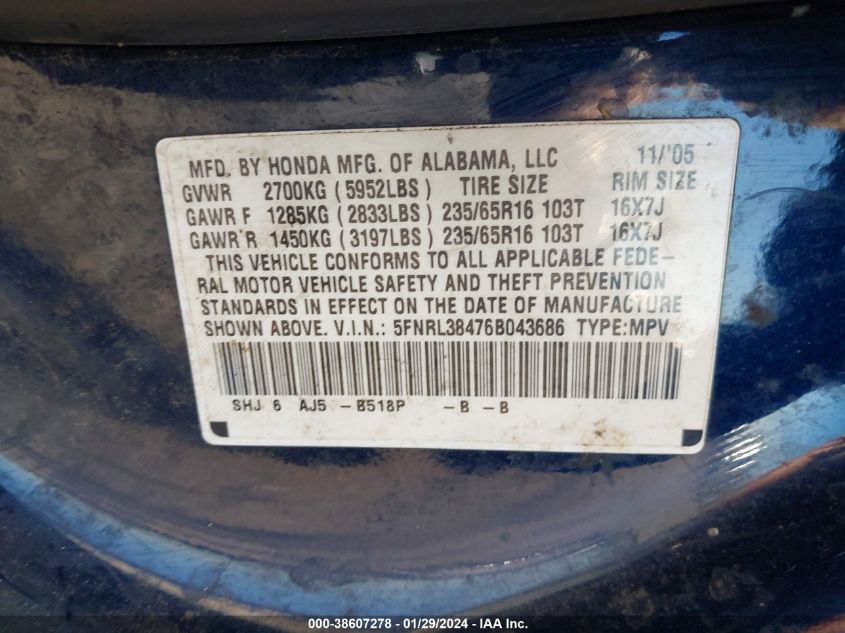 MFD. BY HONDA MFG. OF ALABAMA, LLC 11/'05
GVWR 2700KG (5952LBS) TIRE SIZE RIM SIZE
GAWR F 1285KG (2833LBS) 235/65R16 103T 16X7J
GAWR R 1450KG (3197LBS) 235/65R16 103T 16X7J
THIS VEHICLE CONFORMS TO ALL APPLICABLE FEDE-
RAL MOTOR VEHICLE SAFETY AND THEFT PREVENTION
STANDARDS IN EFFECT ON THE DATE OF MANUFACTURE
SHOWN ABOVE. V.I.N.: 5FNRL38476B043686 TYPE:MPV
SHJ 6 AJ5 -B518P -B -B
000-38607278 - 01/29/2024 - IAA Inc.